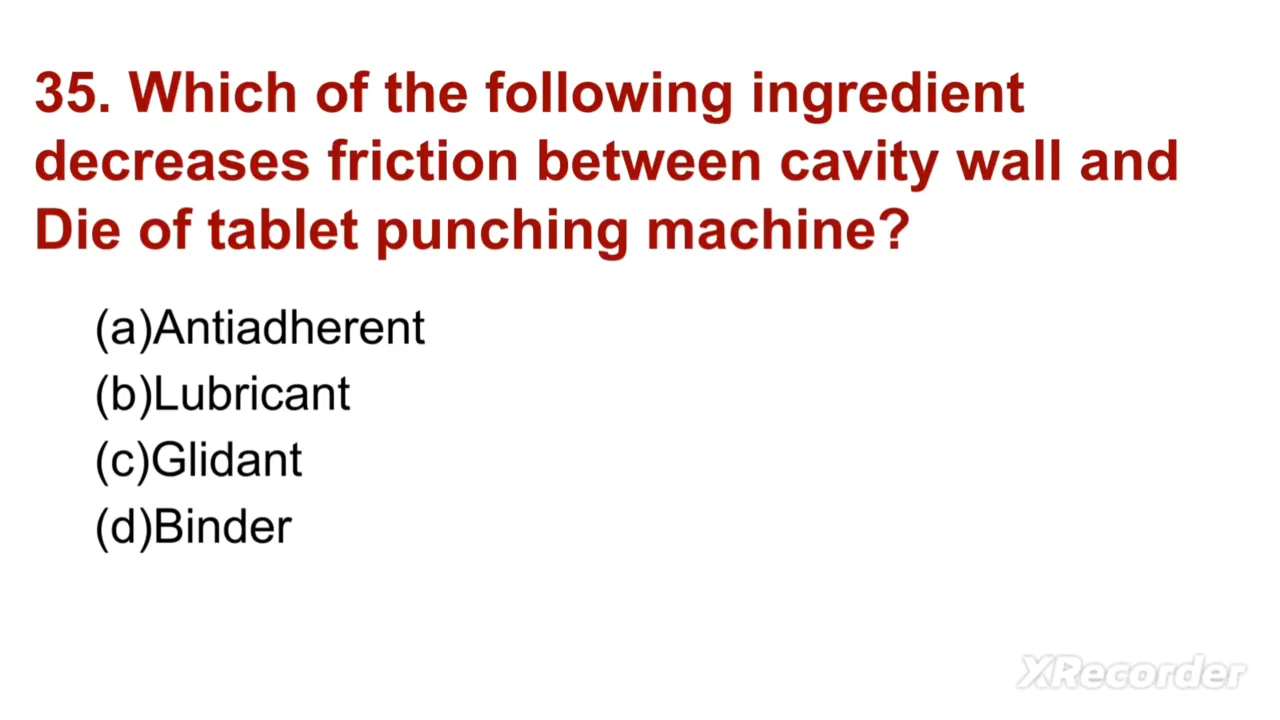 35. Which of the following ingredient
decreases friction between cavity wall and
Die of tablet punching machine?
(a)Antiadherent
(b)Lubricant
(c)Glidant
(d)Binder
XRecorder